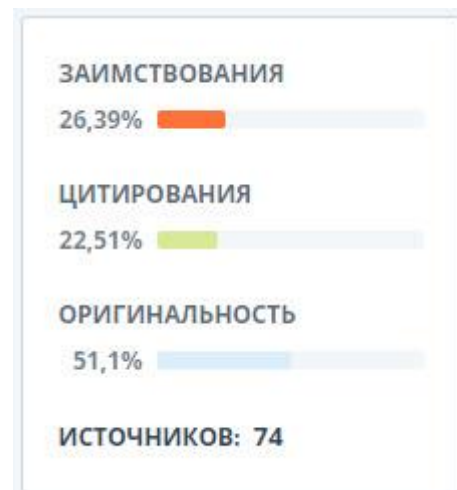 ЗАИМСТВОВАНИЯ
26,39%
ЦИТИРОВАНИЯ
22,51%
ОРИГИНАЛЬНОСТЬ
51,1%
ИСТОЧНИКОВ: 74